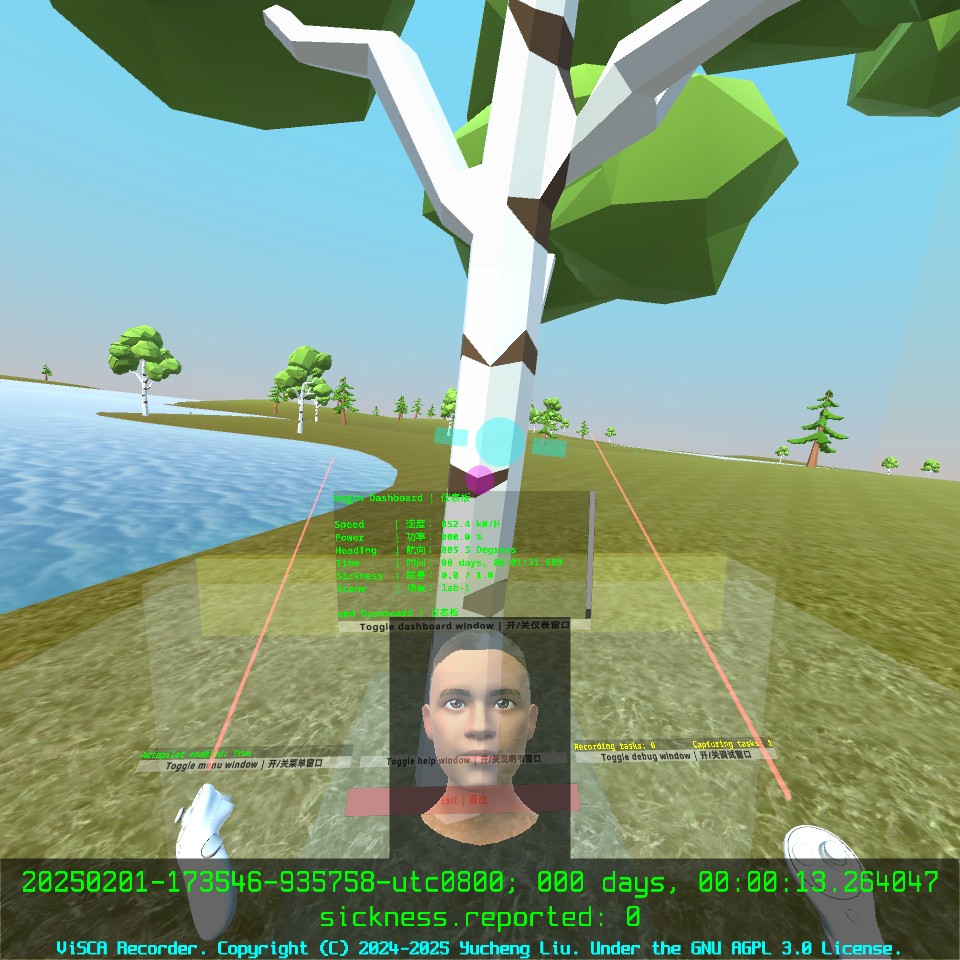 Begin Dashboard | 仪表板
Speed | 速度: 052.4 kM/H
Power | 功率: 000.0 %
Heading | 航向: 005.3 Degrees
Time | 时间: 00 days, 00:01:31.689
Sickness | 眩晕: 0.0 / 1.0
Scene | 场景: lab-1
End Dashboard | 仪表板
Toggle dashboard window | 开/关仪表窗口
Autopilot enabled: True
Toggle menu window | 开/关菜单窗口
Toggle help window | 开/关说明书窗口
Recording tasks: 0 Capturing tasks: 1
Toggle debug window | 开/关调试窗口
Exit | 退出
20250201-173546-935758-utc0800; 000 days, 00:00:13.264047
sickness.reported: 0
ViSCA Recorder. Copyright (C) 2024-2025 Yucheng Liu. Under the GNU AGPL 3.0 License.